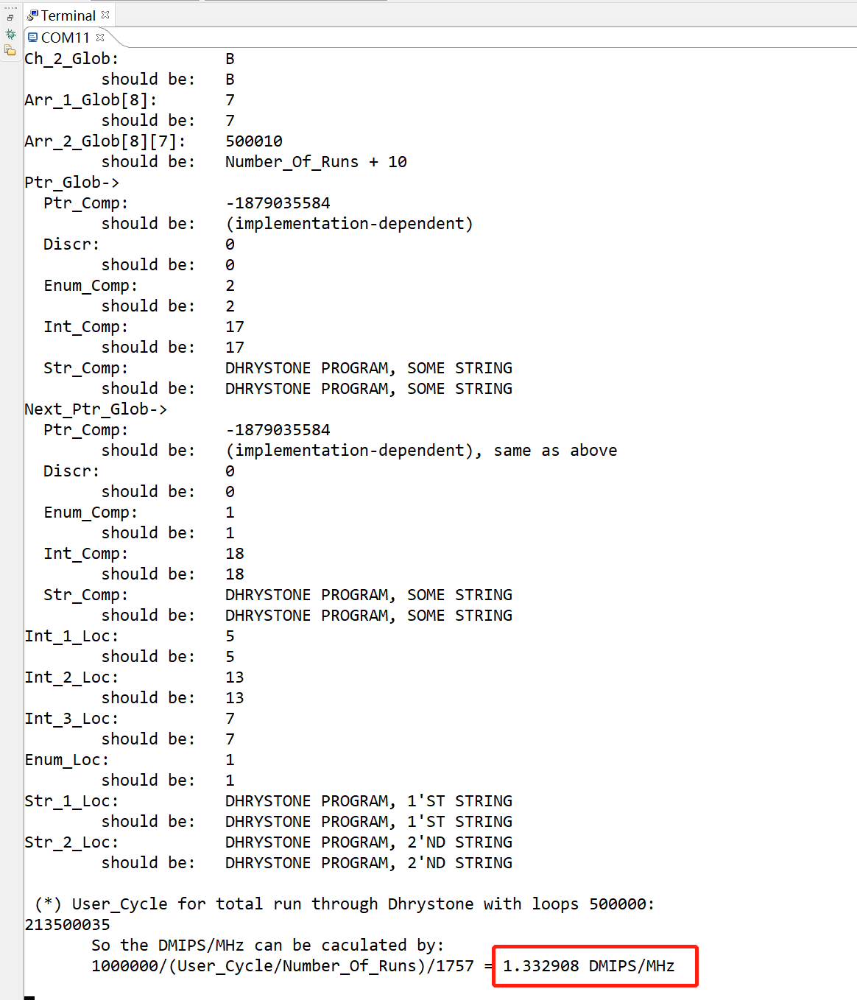 Terminal
COM11
Ch_2_Glob: B
should be: B
Arr_1_Glob[8]: 7
should be: 7
Arr_2_Glob[8][7]: 500010
should be: Number_Of_Runs + 10
Ptr_Glob->
Ptr_Comp: -1879035584
should be: (implementation-dependent)
Discr: 0
should be: 0
Enum_Comp: 2
should be: 2
Int_Comp: 17
should be: 17
Str_Comp: DHRYSTONE PROGRAM, SOME STRING
should be: DHRYSTONE PROGRAM, SOME STRING
Next_Ptr_Glob->
Ptr_Comp: -1879035584
should be: (implementation-dependent), same as above
Discr: 0
should be: 0
Enum_Comp: 1
should be: 1
Int_Comp: 18
should be: 18
Str_Comp: DHRYSTONE PROGRAM, SOME STRING
should be: DHRYSTONE PROGRAM, SOME STRING
Int_1_Loc: 5
should be: 5
Int_2_Loc: 13
should be: 13
Int_3_Loc: 7
should be: 7
Enum_Loc: 1
should be: 1
Str_1_Loc: DHRYSTONE PROGRAM, 1'ST STRING
should be: DHRYSTONE PROGRAM, 1'ST STRING
Str_2_Loc: DHRYSTONE PROGRAM, 2'ND STRING
should be: DHRYSTONE PROGRAM, 2'ND STRING
(*) User_Cycle for total run through Dhrystone with loops 500000:
213500035
So the DMIPS/MHz can be caculated by:
1000000/(User_Cycle/Number_Of_Runs)/1757 = 1.332908 DMIPS/MHz